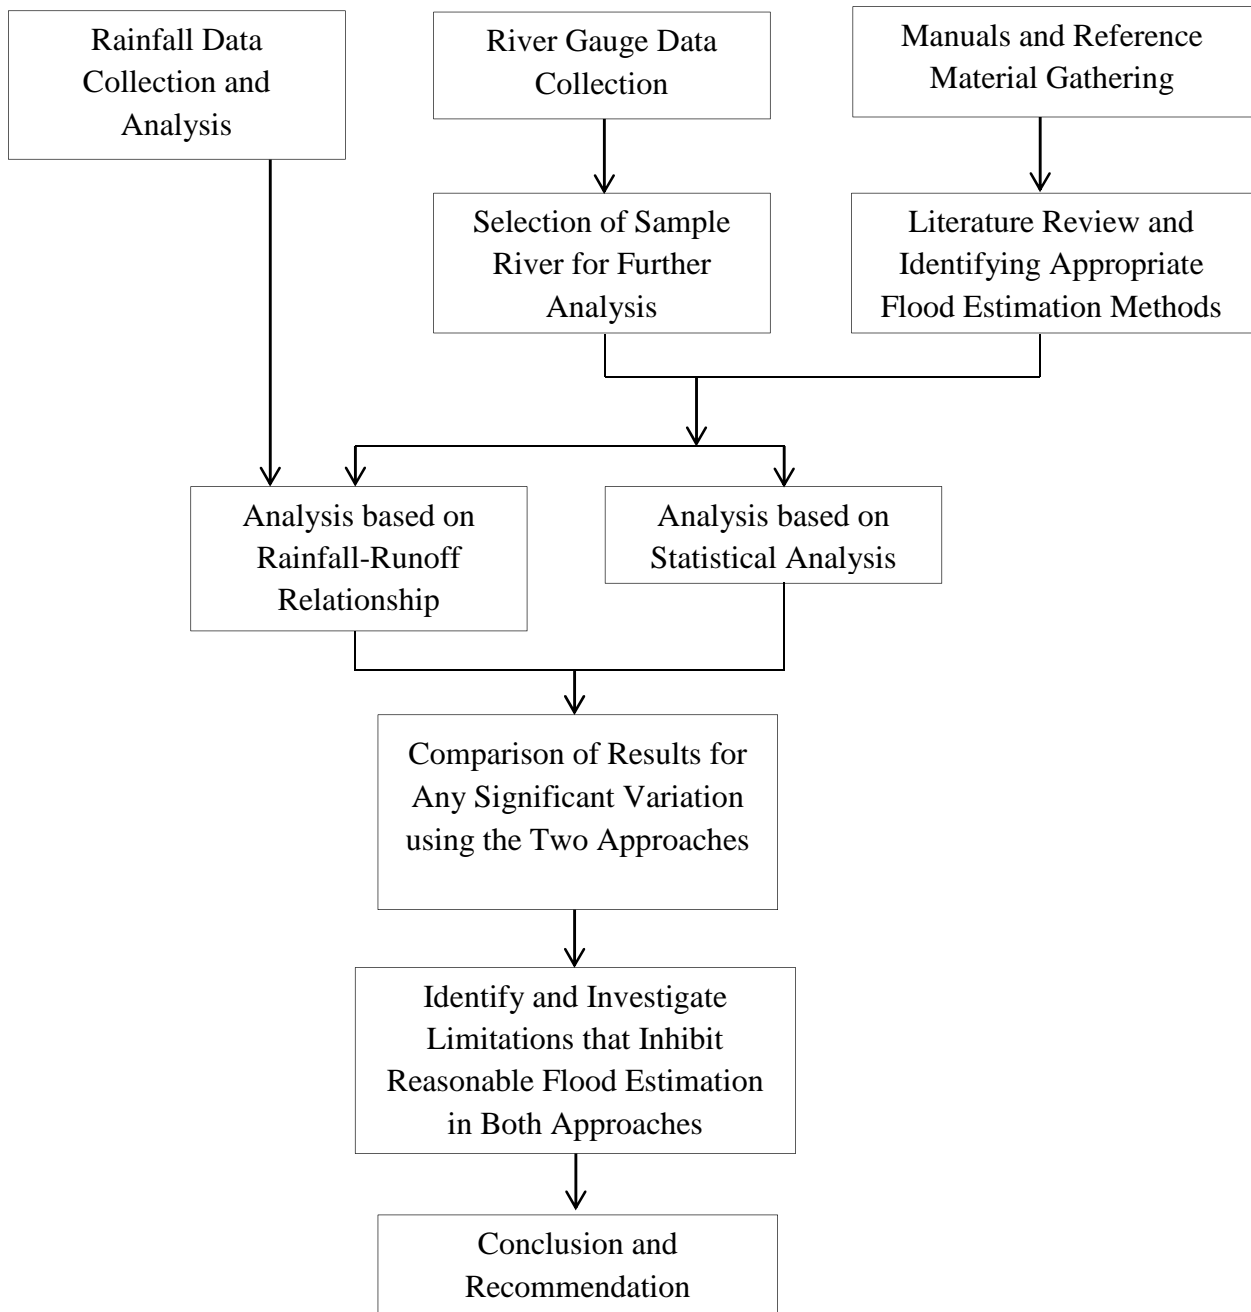 Rainfall Data
Collection and
Analysis
River Gauge Data
Collection
Manuals and Reference
Material Gathering
Selection of Sample
River for Further
Analysis
Literature Review and
Identifying Appropriate
Flood Estimation Methods
Analysis based on
Rainfall-Runoff
Relationship
Analysis based on
Statistical Analysis
Comparison of Results for
Any Significant Variation
using the Two Approaches
Identify and Investigate
Limitations that Inhibit
Reasonable Flood Estimation
in Both Approaches
Conclusion and
Recommendation